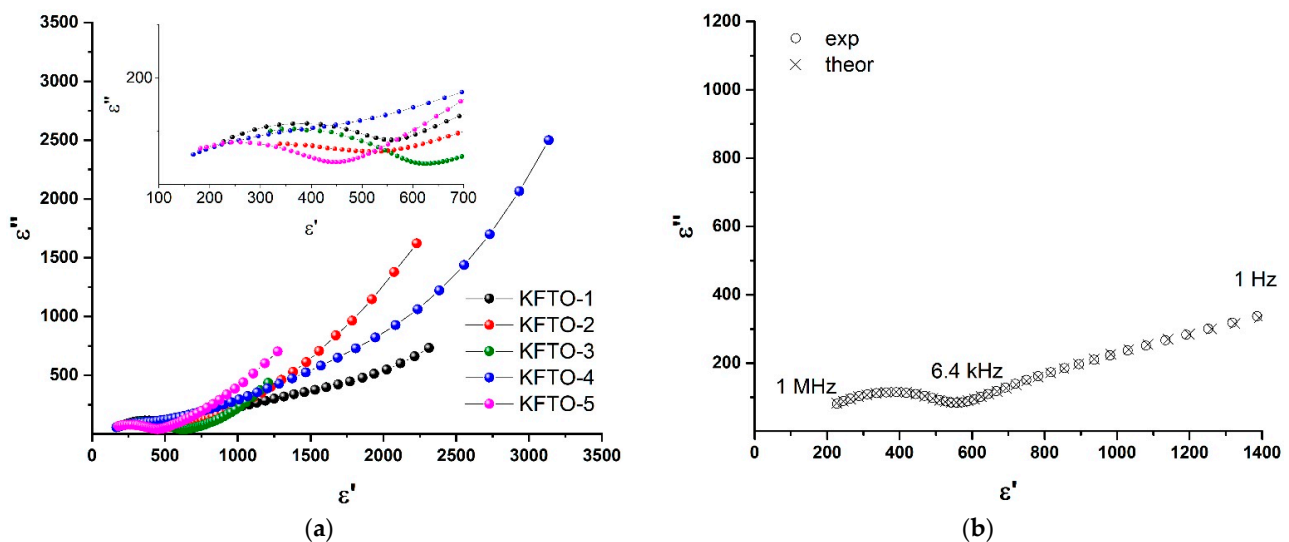 3500
3000
2500
2000
1500
1000
500
ε''
0 500 1000 1500 2000 2500 3000 3500
ε'
200
ε''
100 200 300 400 500 600 700
ε'
KFTO-1
KFTO-2
KFTO-3
KFTO-4
KFTO-5
(a)
1200
1000
800
600
400
200
ε''
0 200 400 600 800 1000 1200 1400
ε'
exp
theor
1 MHz
6.4 kHz
1 Hz
(b)